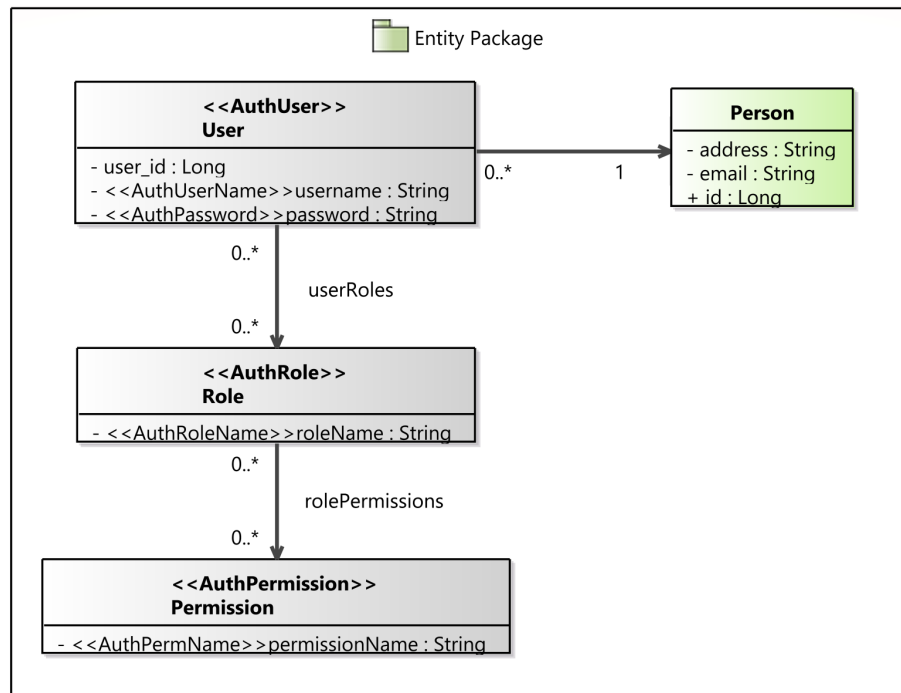 Entity Package
<<AuthUser>>
User
- user_id : Long
- <<AuthUserName>>username : String
- <<AuthPassword>>password : String
Person
- address : String
- email : String
+ id : Long
0..* 1
0..*
userRoles
0..*
<<AuthRole>>
Role
- <<AuthRoleName>>roleName : String
0..*
rolePermissions
0..*
<<AuthPermission>>
Permission
- <<AuthPermName>>permissionName : String